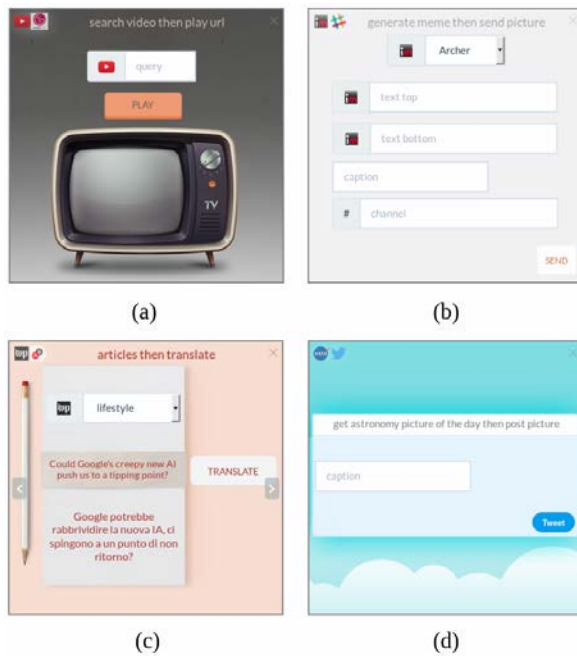 search video then play url
query
PLAY
TV
(a)
generate meme then send picture
Archer
text top
text bottom
caption
# channel
SEND
(b)
top
articles then translate
top
lifestyle
Could Google's creepy new AI
push us to a tipping point?
TRANSLATE
Google potrebbe
rabbrividire la nuova IA, ci
spingono a un punto di non
ritorno?
(c)
NASA
get astronomy picture of the day then post picture
caption
Tweet
(d)